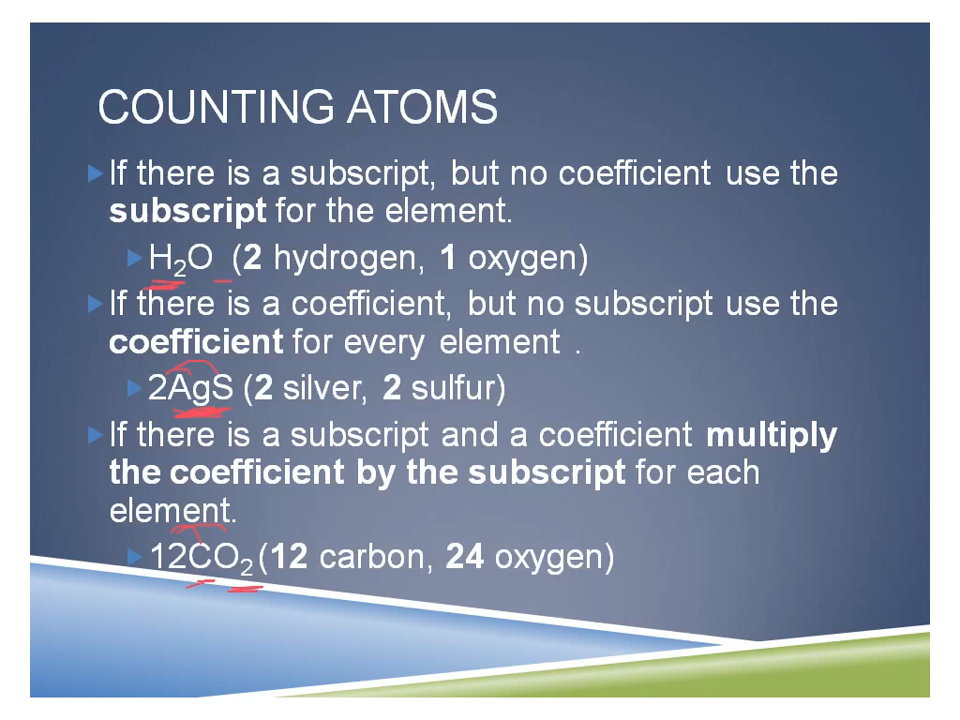 COUNTING ATOMS
If there is a subscript, but no coefficient use the
subscript for the element.
H₂O (2 hydrogen, 1 oxygen)
If there is a coefficient, but no subscript use the
coefficient for every element .
2AgS (2 silver, 2 sulfur)
If there is a subscript and a coefficient multiply
the coefficient by the subscript for each
element.
12CO₂ (12 carbon, 24 oxygen)